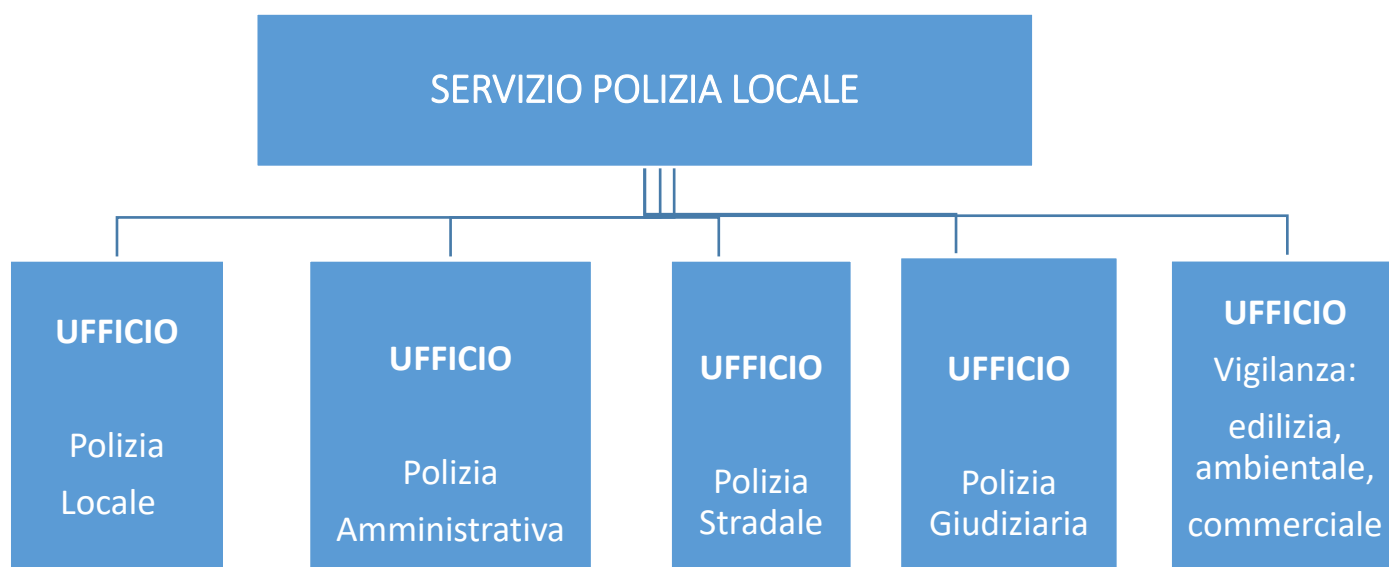 SERVIZIO POLIZIA LOCALE
UFFICIO
Polizia
Locale
UFFICIO
Polizia
Amministrativa
UFFICIO
Polizia
Stradale
UFFICIO
Polizia
Giudiziaria
UFFICIO
Vigilanza:
edilizia,
ambientale,
commerciale